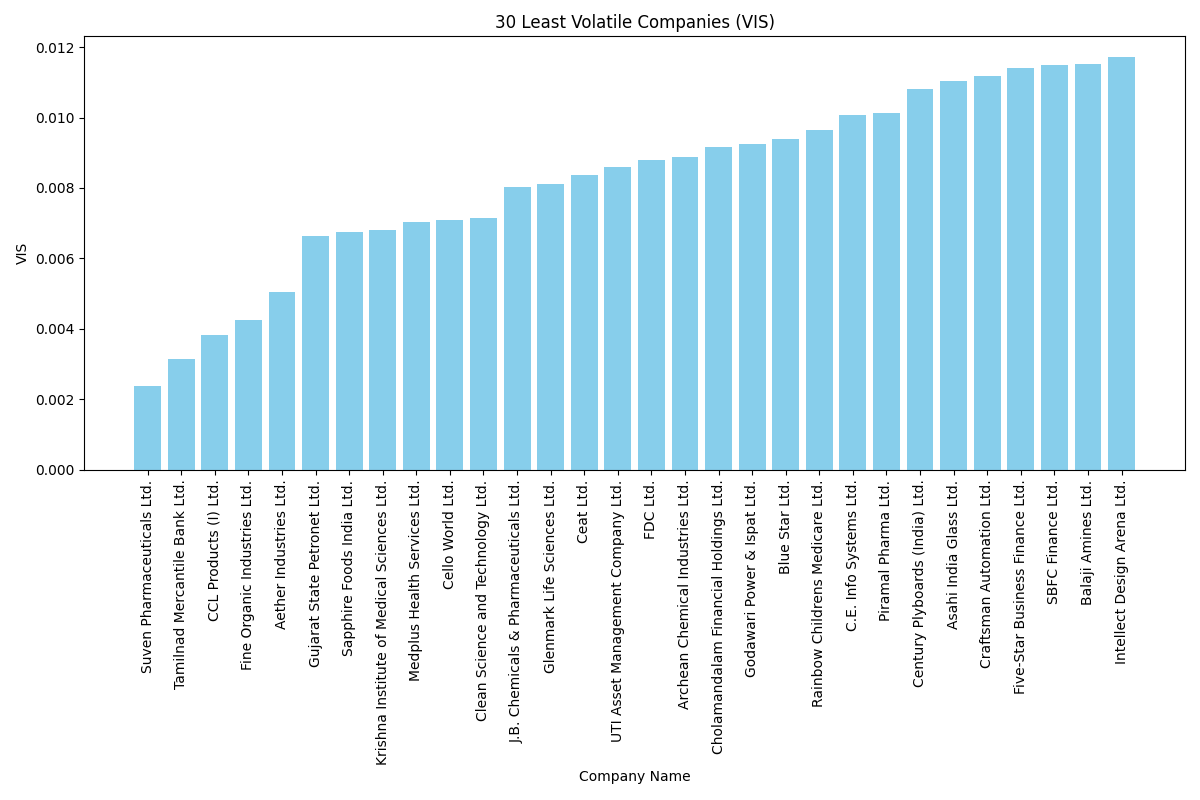 30 Least Volatile Companies (VIS)
0.012
0.010
0.008
0.006
0.004
0.002
0.000
VIS
Suven Pharmaceuticals Ltd.
Tamilnad Mercantile Bank Ltd.
CCL Products (I) Ltd.
Fine Organic Industries Ltd.
Aether Industries Ltd.
Gujarat State Petronet Ltd.
Sapphire Foods India Ltd.
Krishna Institute of Medical Sciences Ltd.
Medplus Health Services Ltd.
Cello World Ltd.
Clean Science and Technology Ltd.
J.B. Chemicals & Pharmaceuticals Ltd.
Glenmark Life Sciences Ltd.
Ceat Ltd.
UTI Asset Management Company Ltd.
FDC Ltd.
Archean Chemical Industries Ltd.
Cholamandalam Financial Holdings Ltd.
Godawari Power & Ispat Ltd.
Blue Star Ltd.
Rainbow Childrens Medicare Ltd.
C.E. Info Systems Ltd.
Piramal Pharma Ltd.
Century Plyboards (India) Ltd.
Asahi India Glass Ltd.
Craftsman Automation Ltd.
Five-Star Business Finance Ltd.
SBFC Finance Ltd.
Balaji Amines Ltd.
Intellect Design Arena Ltd.
Company Name